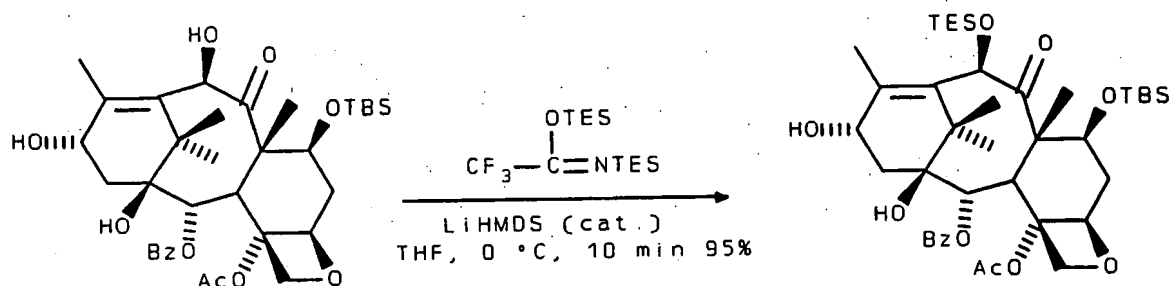 HO
O
OTBS
HO
HO
BzO
AcO
O
OTES
CF3—C=NTES
LiHMDS (cat.)
THF, 0 °C, 10 min 95%
TESO
O
OTBS
HO
HO
BzO
AcO
O